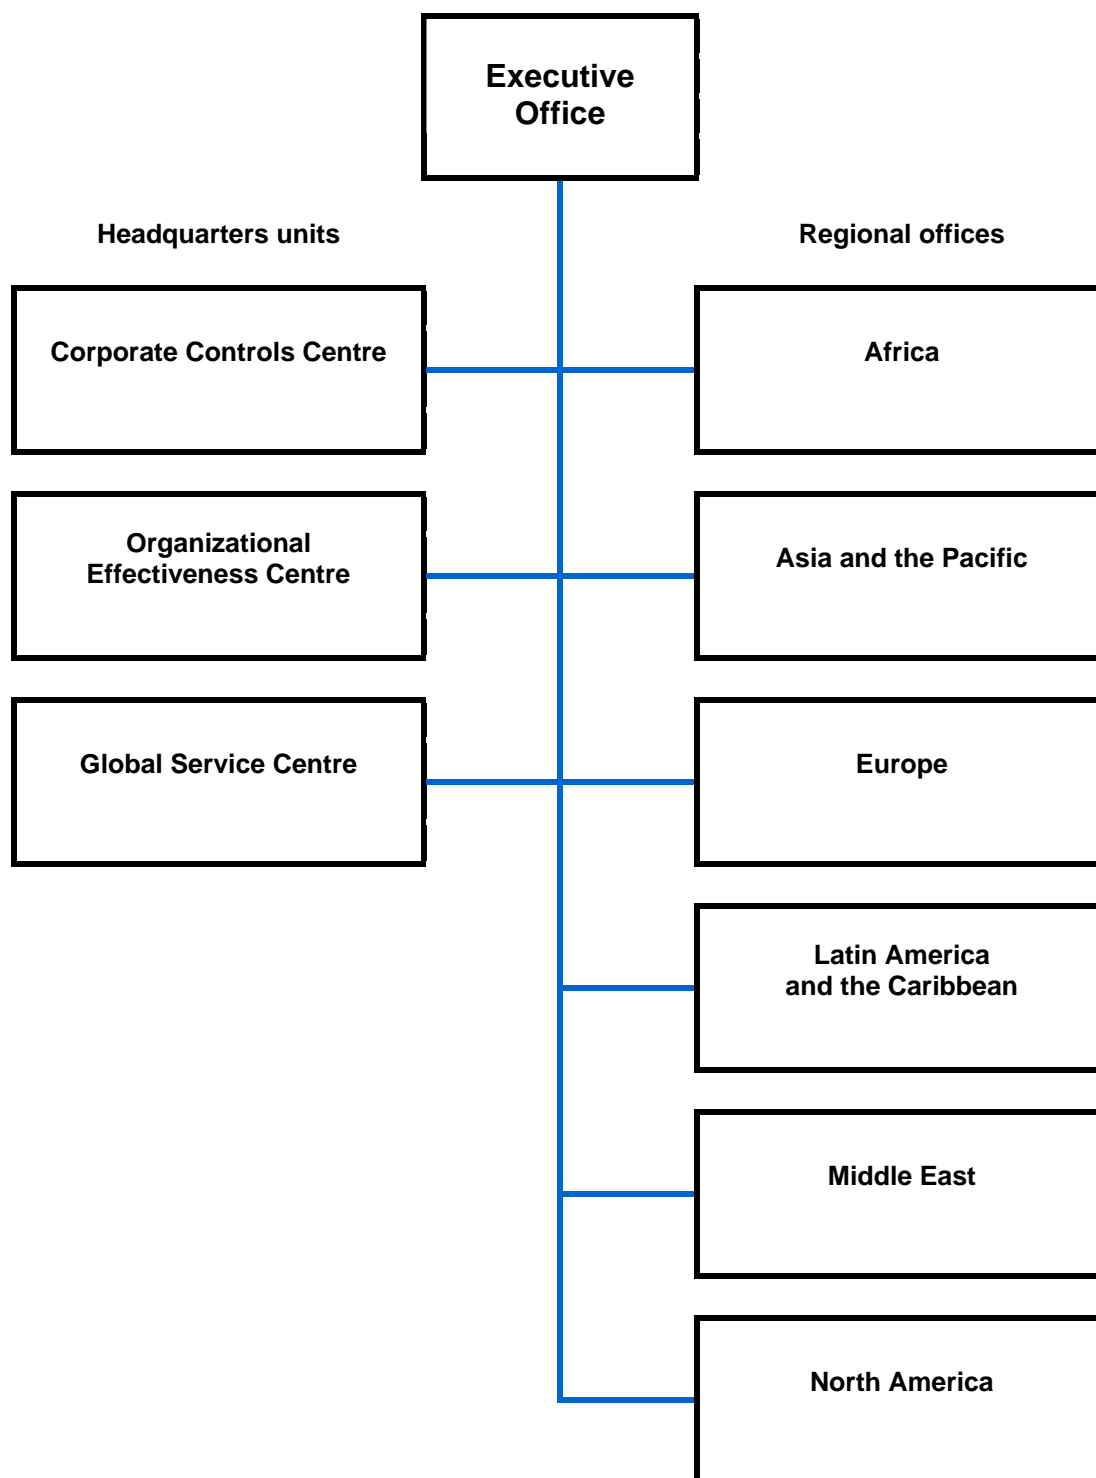 Executive
Office
Headquarters units
Regional offices
Corporate Controls Centre
Africa
Organizational
Effectiveness Centre
Asia and the Pacific
Global Service Centre
Europe
Latin America
and the Caribbean
Middle East
North America